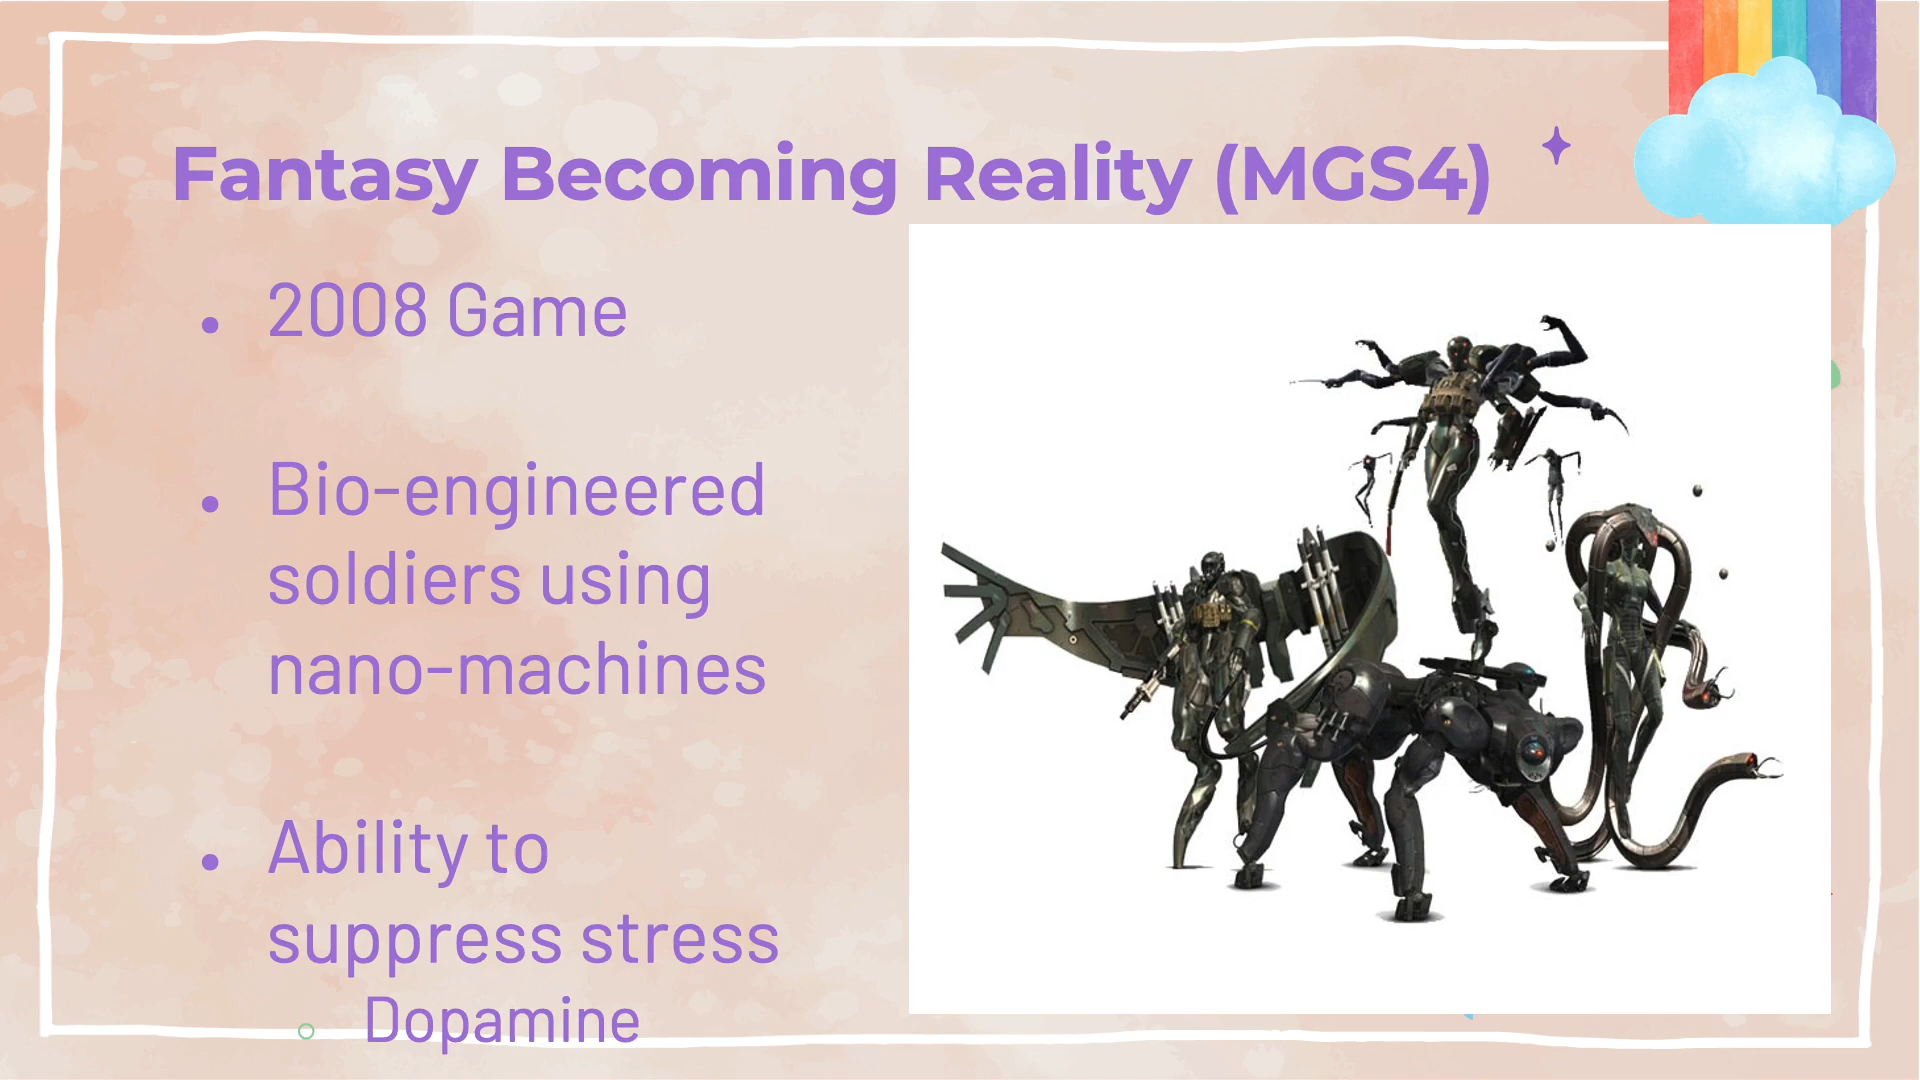 Fantasy Becoming Reality (MGS4)
• 2008 Game
• Bio-engineered
soldiers using
nano-machines
• Ability to
suppress stress
○ Dopamine